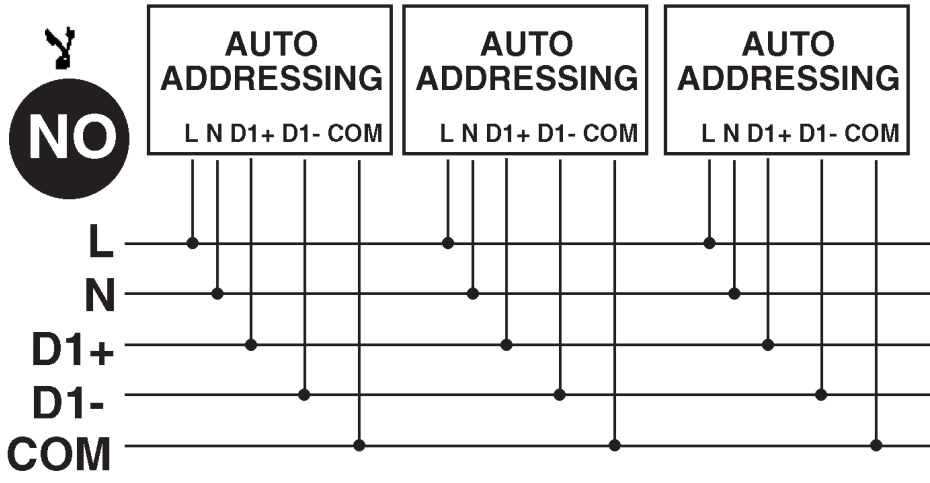 NO
AUTO
ADDRESSING
L N D1+ D1- COM
AUTO
ADDRESSING
L N D1+ D1- COM
AUTO
ADDRESSING
L N D1+ D1- COM
L
N
D1+
D1-
COM